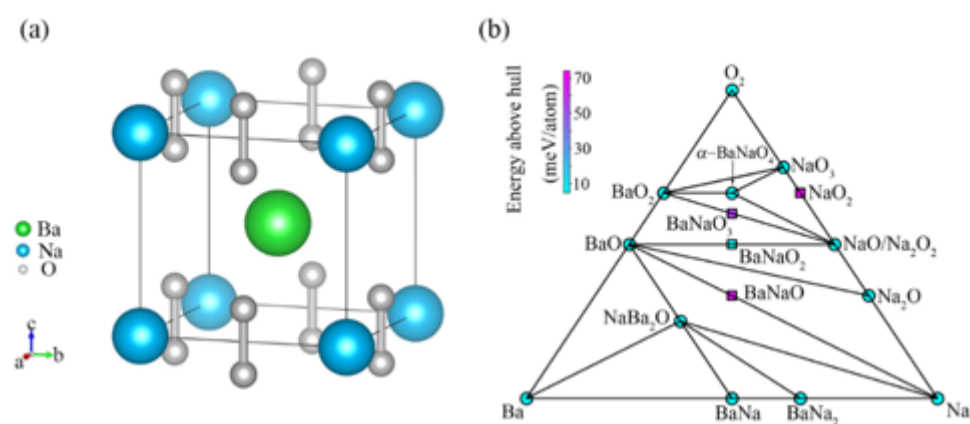 (a)
Ba
Na
O
c
a
b
(b)
Energy above hull
(meV/atom)
70
50
30
10
O₂
α−BaNaO₄
NaO₃
BaO₂
NaO₂
BaNaO₃
BaO
NaO/Na₂O₂
BaNaO₂
BaNaO
Na₂O
NaBa₂O
Ba
BaNa
BaNa₂
Na